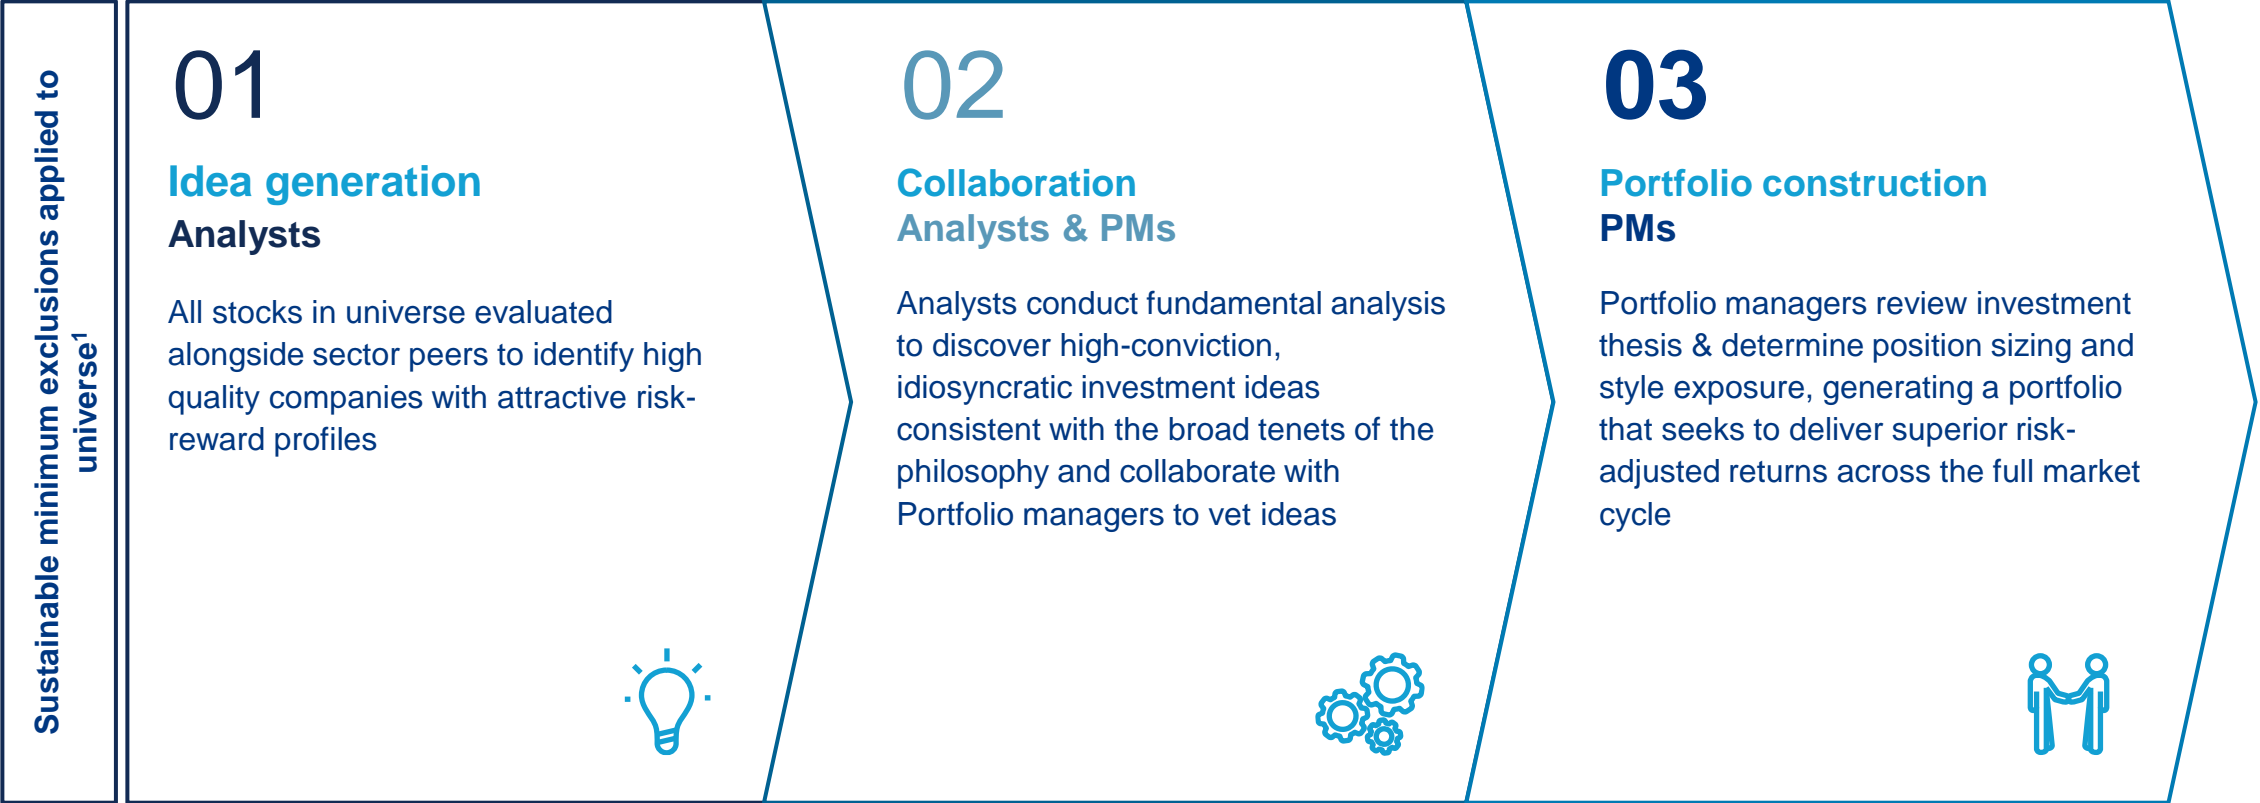 Sustainable minimum exclusions applied to
universe¹
01
Idea generation
Analysts
All stocks in universe evaluated
alongside sector peers to identify high
quality companies with attractive risk-
reward profiles
02
Collaboration
Analysts & PMs
Analysts conduct fundamental analysis
to discover high-conviction,
idiosyncratic investment ideas
consistent with the broad tenets of the
philosophy and collaborate with
Portfolio managers to vet ideas
03
Portfolio construction
PMs
Portfolio managers review investment
thesis & determine position sizing and
style exposure, generating a portfolio
that seeks to deliver superior risk-
adjusted returns across the full market
cycle